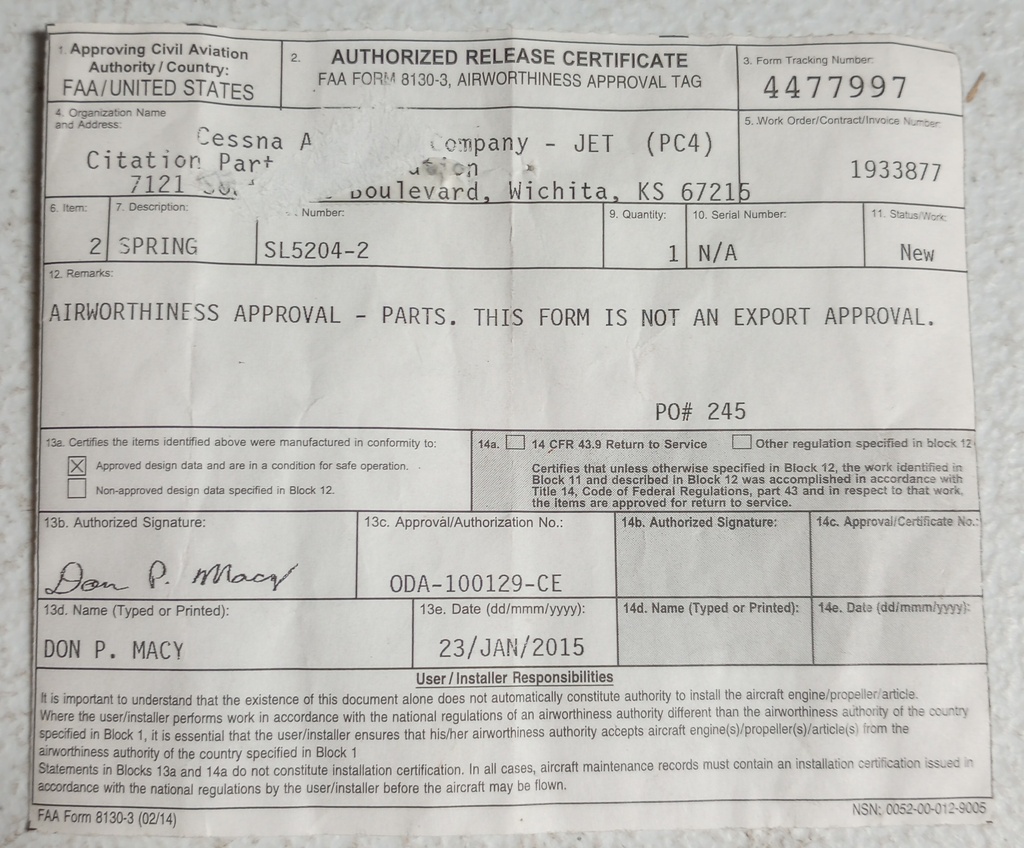 1. Approving Civil Aviation
Authority / Country:
FAA/UNITED STATES
2.
AUTHORIZED RELEASE CERTIFICATE
FAA FORM 8130-3, AIRWORTHINESS APPROVAL TAG
3. Form Tracking Number:
4477997
4. Organization Name
and Address:
Cessna A ompany - JET (PC4)
Citation Part on
7121 Boulevard, Wichita, KS 67215
5. Work Order/Contract/Invoice Number:
1933877
6. Item:
2
7. Description:
SPRING
Number:
SL5204-2
9. Quantity:
1
10. Serial Number:
N/A
11. Status/Work:
New
12. Remarks:
AIRWORTHINESS APPROVAL - PARTS. THIS FORM IS NOT AN EXPORT APPROVAL.
PO# 245
13a. Certifies the items identified above were manufactured in conformity to:
Approved design data and are in a condition for safe operation.
Non-approved design data specified in Block 12.
14a. 14 CFR 43.9 Return to Service Other regulation specified in block 12
Certifies that unless otherwise specified in Block 12, the work identified in
Block 11 and described in Block 12 was accomplished in accordance with
Title 14, Code of Federal Regulations, part 43 and in respect to that work,
the items are approved for return to service.
13b. Authorized Signature:
Don P. Macy
13c. Approval/Authorization No.:
ODA-100129-CE
14b. Authorized Signature:
14c. Approval/Certificate No.:
13d. Name (Typed or Printed):
DON P. MACY
13e. Date (dd/mmm/yyyy):
23/JAN/2015
14d. Name (Typed or Printed):
14e. Date (dd/mmm/yyyy):
User / Installer Responsibilities
It is important to understand that the existence of this document alone does not automatically constitute authority to install the aircraft engine/propeller/article.
Where the user/installer performs work in accordance with the national regulations of an airworthiness authority different than the airworthiness authority of the country
specified in Block 1, it is essential that the user/installer ensures that his/her airworthiness authority accepts aircraft engine(s)/propeller(s)/article(s) from the
airworthiness authority of the country specified in Block 1
Statements in Blocks 13a and 14a do not constitute installation certification. In all cases, aircraft maintenance records must contain an installation certification issued in
accordance with the national regulations by the user/installer before the aircraft may be flown.
FAA Form 8130-3 (02/14)
NSN: 0052-00-012-9005